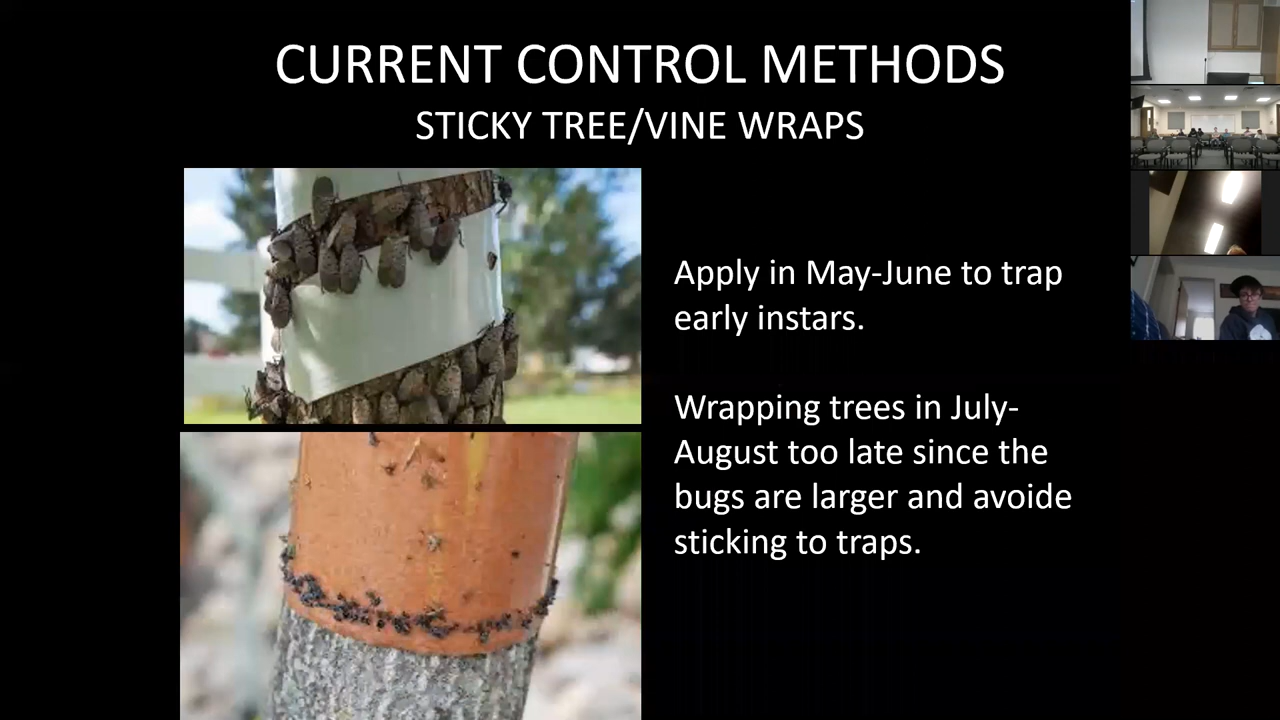 CURRENT CONTROL METHODS
STICKY TREE/VINE WRAPS
Apply in May-June to trap
early instars.
Wrapping trees in July-
August too late since the
bugs are larger and avoide
sticking to traps.